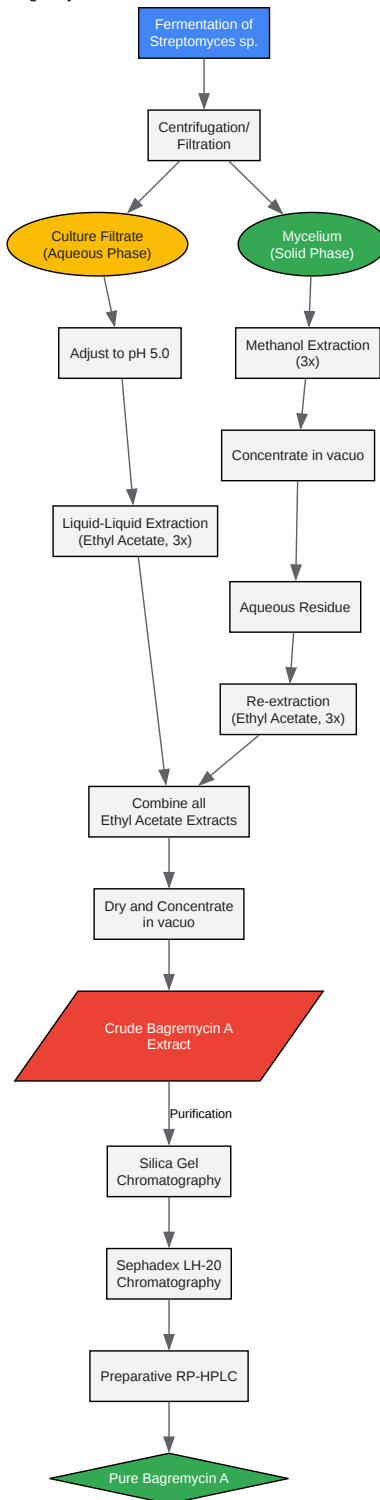 Fermentation of
Streptomyces sp.
Centrifugation/
Filtration
Culture Filtrate
(Aqueous Phase)
Mycelium
(Solid Phase)
Adjust to pH 5.0
Methanol Extraction
(3x)
Concentrate in vacuo
Liquid-Liquid Extraction
(Ethyl Acetate, 3x)
Aqueous Residue
Re-extraction
(Ethyl Acetate, 3x)
Combine all
Ethyl Acetate Extracts
Dry and Concentrate
in vacuo
Crude Bagremycin A
Extract
Purification
Silica Gel
Chromatography
Sephadex LH-20
Chromatography
Preparative RP-HPLC
Pure Bagremycin A